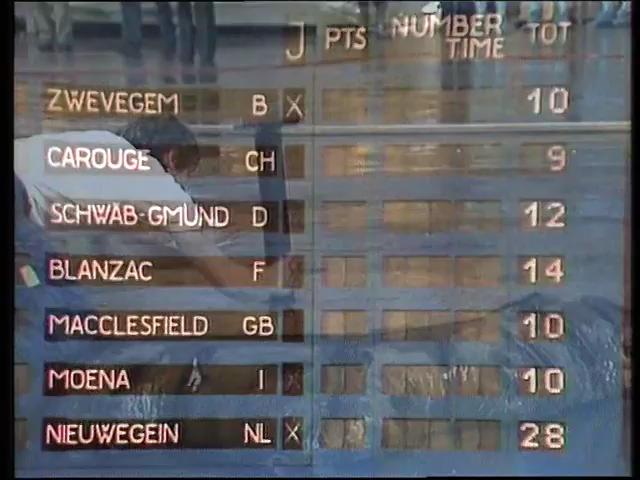 J PTS NUMBER TIME TOT
ZWEVEGEM B X 10
CAROUGE CH 9
SCHWÄB-GMUND D 12
BLANZAC F 14
MACCLESFIELD GB 10
MOENA I 10
NIEUWEGEIN NL X 28